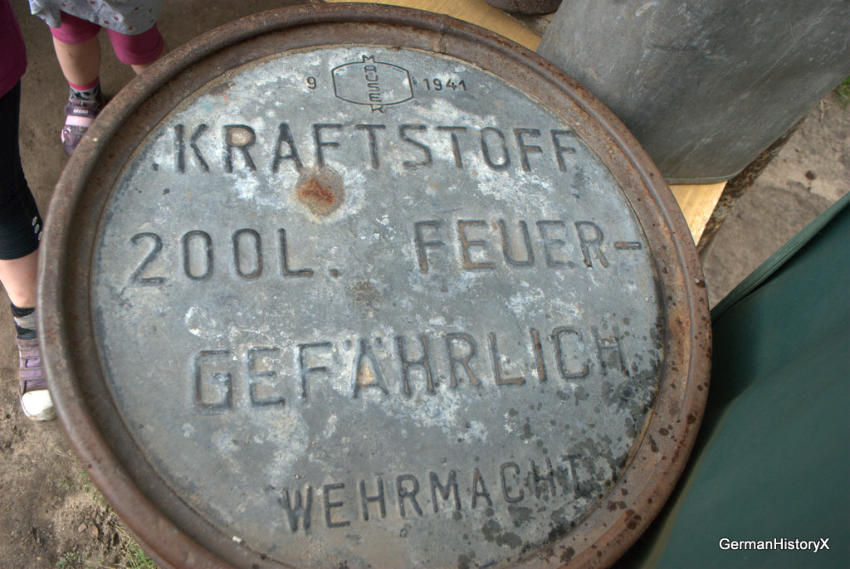 9 MAUSER 1941
KRAFTSTOFF
200L. FEUER-
GEFÄHRLICH
WEHRMACHT
GermanHistoryX